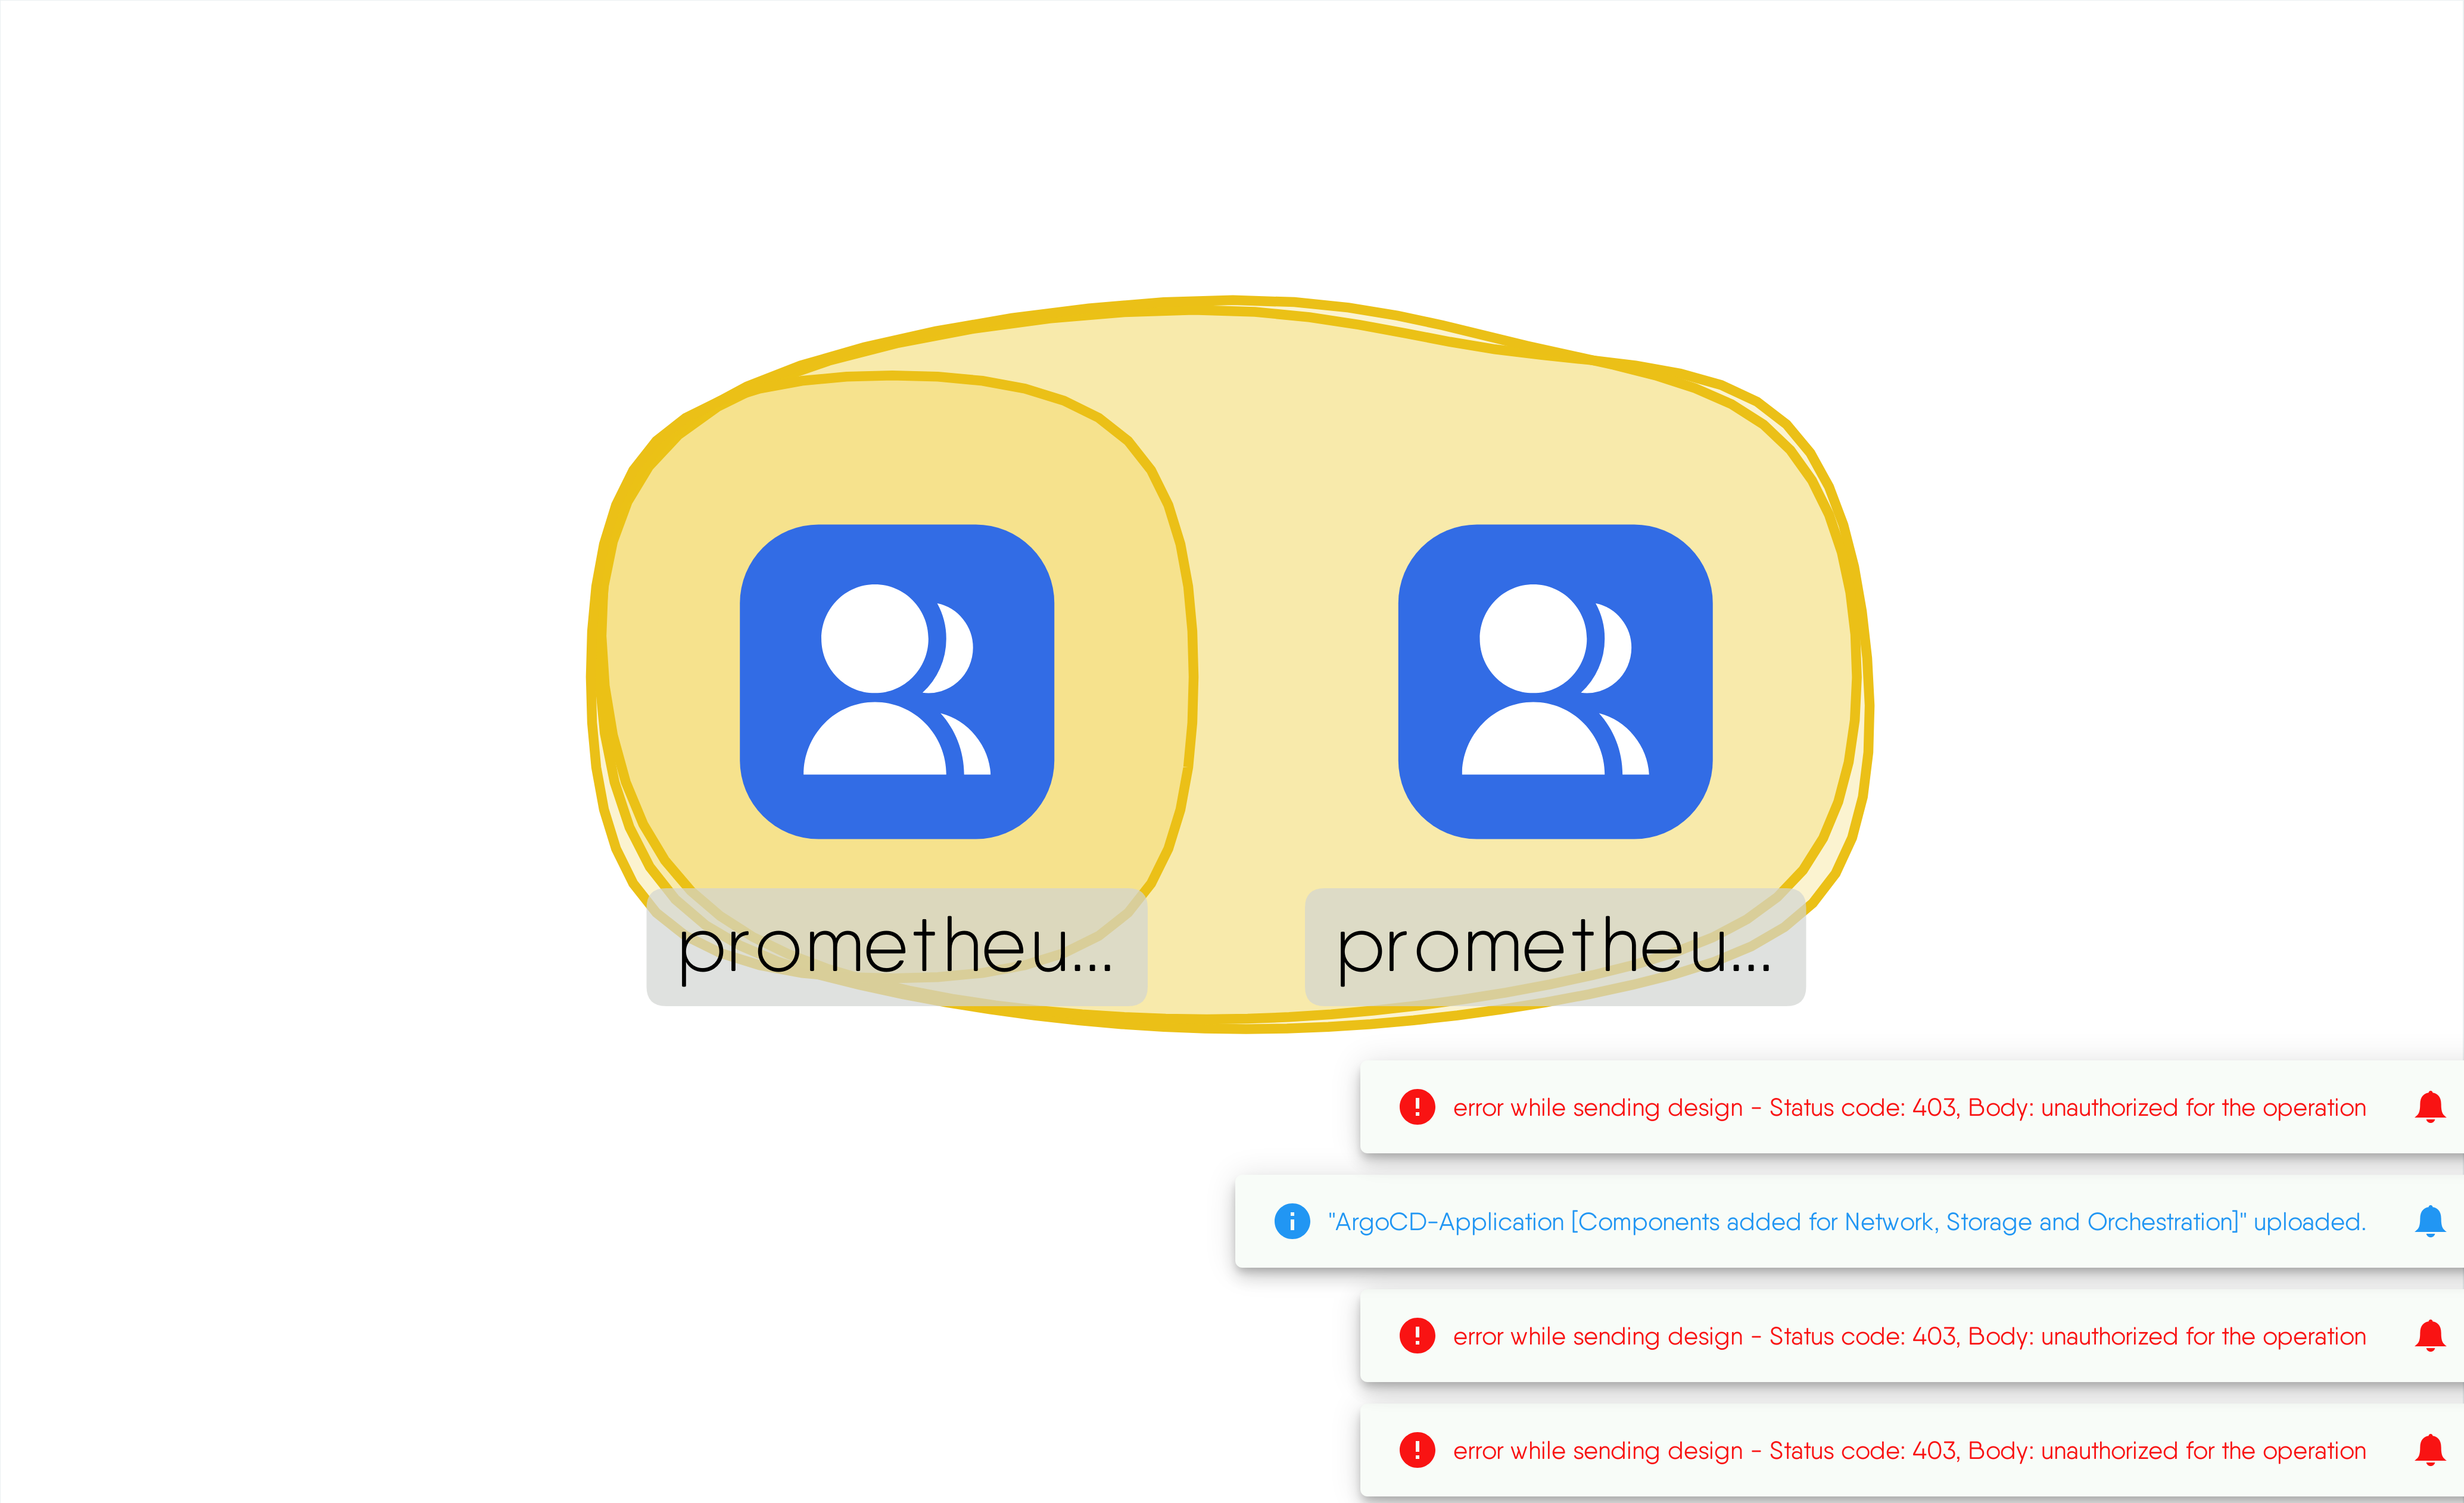 prometheu...
prometheu...
error while sending design - Status code: 403, Body: unauthorized for the operation
"ArgoCD-Application [Components added for Network, Storage and Orchestration]" uploaded.
error while sending design - Status code: 403, Body: unauthorized for the operation
error while sending design - Status code: 403, Body: unauthorized for the operation